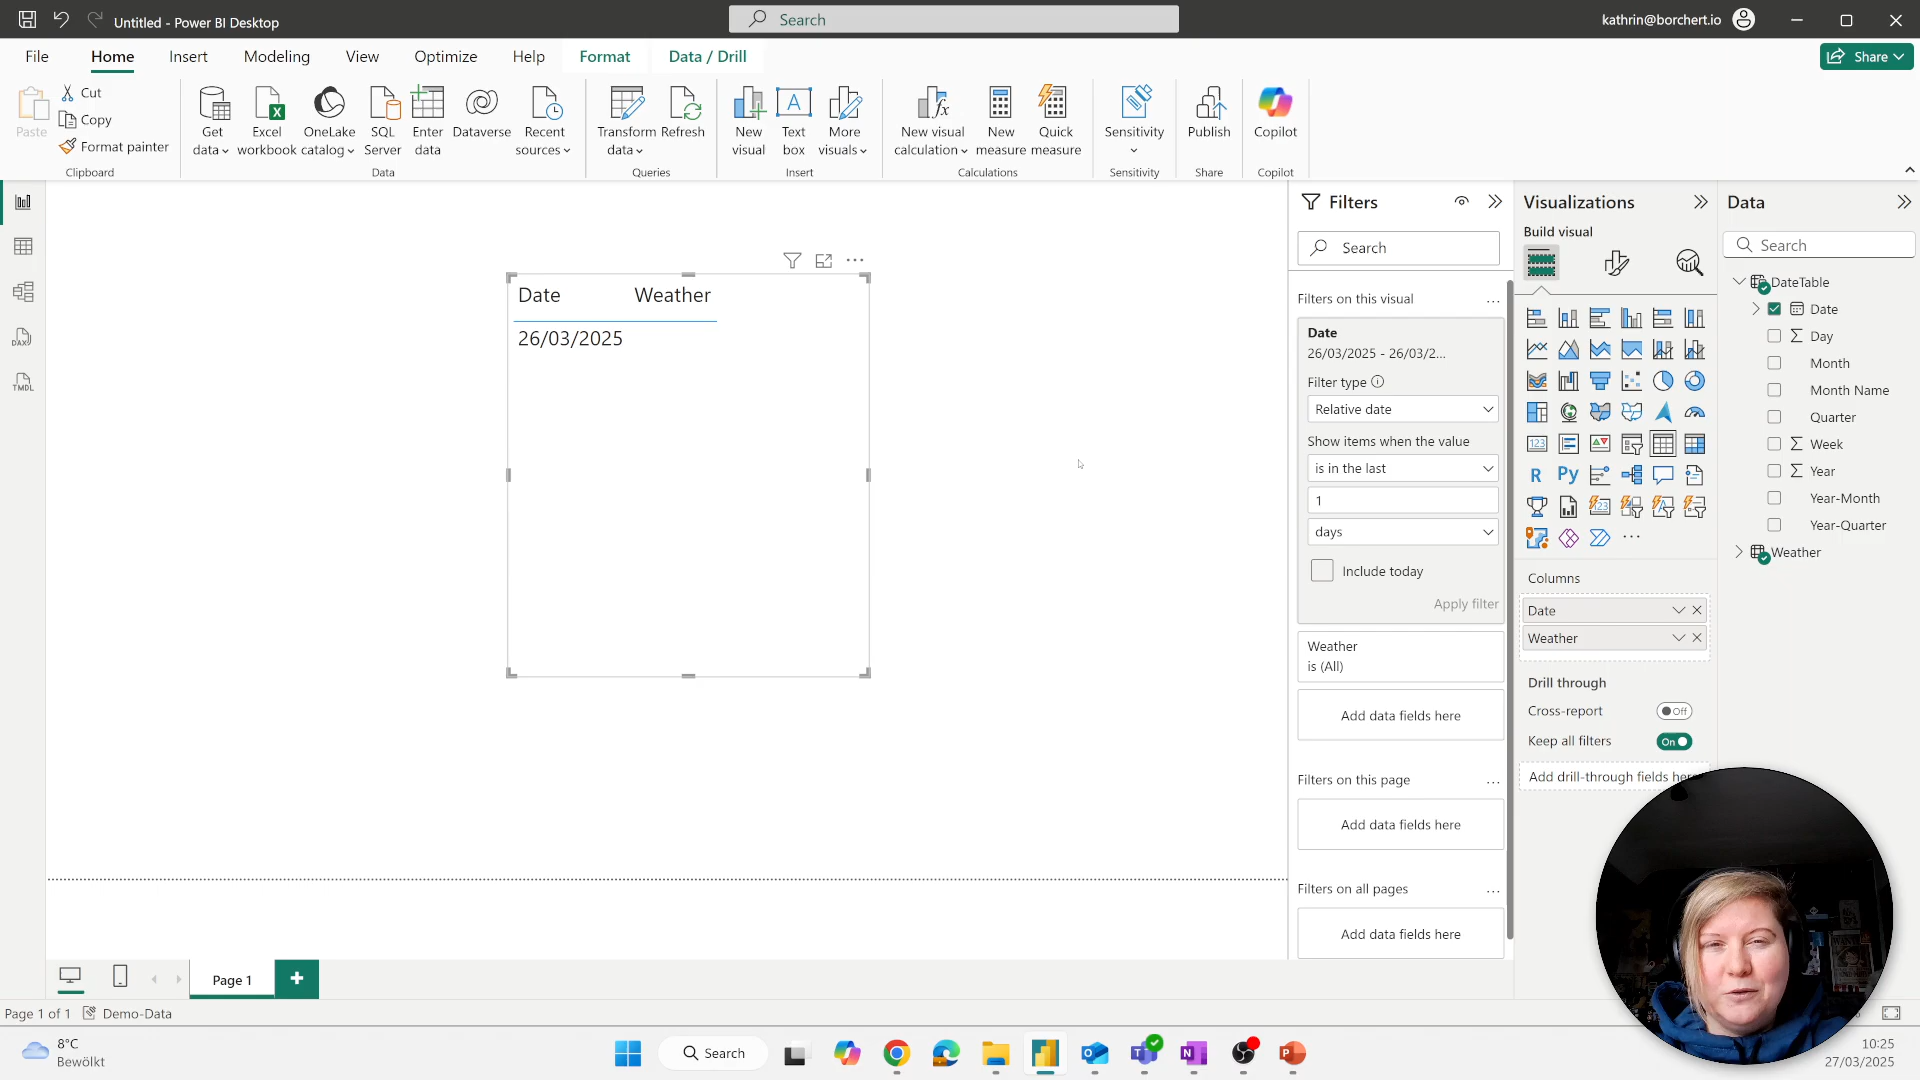 Untitled - Power BI Desktop
Search
kathrin@borchert.io
File
Home
Insert
Modeling
View
Optimize
Help
Format
Data / Drill
Share
Paste
Cut
Copy
Format painter
Clipboard
Get data
Excel workbook
OneLake catalog
SQL Server
Enter data
Dataverse
Recent sources
Data
Transform data
Refresh
Queries
New visual
Text box
More visuals
Insert
New visual calculation
New measure
Quick measure
Calculations
Sensitivity
Sensitivity
Publish
Share
Copilot
Copilot
DAX
TMDL
Date Weather
26/03/2025
Filters
Search
Filters on this visual
Date
26/03/2025 - 26/03/2...
Filter type
Relative date
Show items when the value
is in the last
1
days
Include today
Apply filter
Weather
is (All)
Add data fields here
Filters on this page
Add data fields here
Filters on all pages
Add data fields here
Visualizations
Build visual
123
R
Py
123
Columns
Date
Weather
Drill through
Cross-report
Off
Keep all filters
On
Add drill-through fields here
Data
Search
DateTable
Date
Day
Month
Month Name
Quarter
Week
Year
Year-Month
Year-Quarter
Weather
Page 1
Page 1 of 1
Demo-Data
8°C
Bewölkt
Search
10:25
27/03/2025